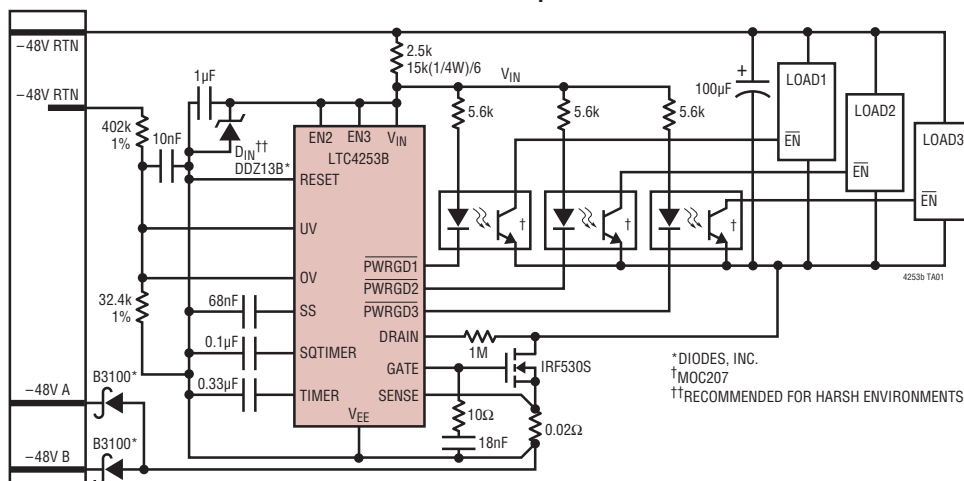 −48V RTN
−48V RTN
402k
1%
10nF
1µF
D_IN††
DDZ13B*
32.4k
1%
68nF
0.1µF
0.33µF
−48V A
B3100*
−48V B
B3100*
2.5k
15k(1/4W)/6
V_IN
5.6k
5.6k
5.6k
EN2
EN3
V_IN
LTC4253B
RESET
UV
OV
SS
SQTIMER
TIMER
V_EE
PWRGD1
PWRGD2
PWRGD3
DRAIN
GATE
SENSE
†
†
†
1M
IRF530S
10Ω
18nF
0.02Ω
+
100µF
LOAD1
EN
LOAD2
EN
LOAD3
EN
4253b TA01
*DIODES, INC.
†MOC207
††RECOMMENDED FOR HARSH ENVIRONMENTS